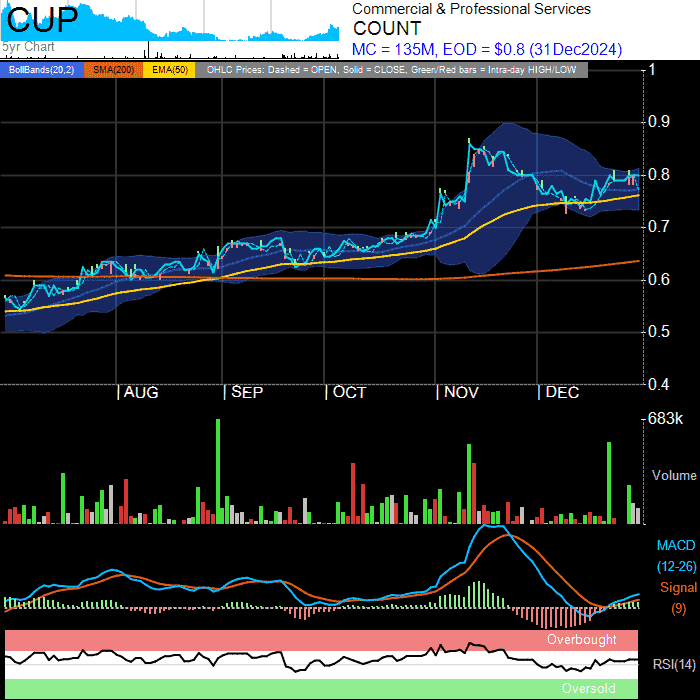 CUP
5yr Chart
Commercial & Professional Services
COUNT
MC = 135M, EOD = $0.8 (31Dec2024)
BollBands(20,2) SMA(200) EMA(50) OHLC Prices: Dashed = OPEN, Solid = CLOSE, Green/Red bars = Intra-day HIGH/LOW
1
0.9
0.8
0.7
0.6
0.5
0.4
AUG SEP OCT NOV DEC
683k
Volume
MACD
(12-26)
Signal
(9)
Overbought
RSI(14)
Oversold